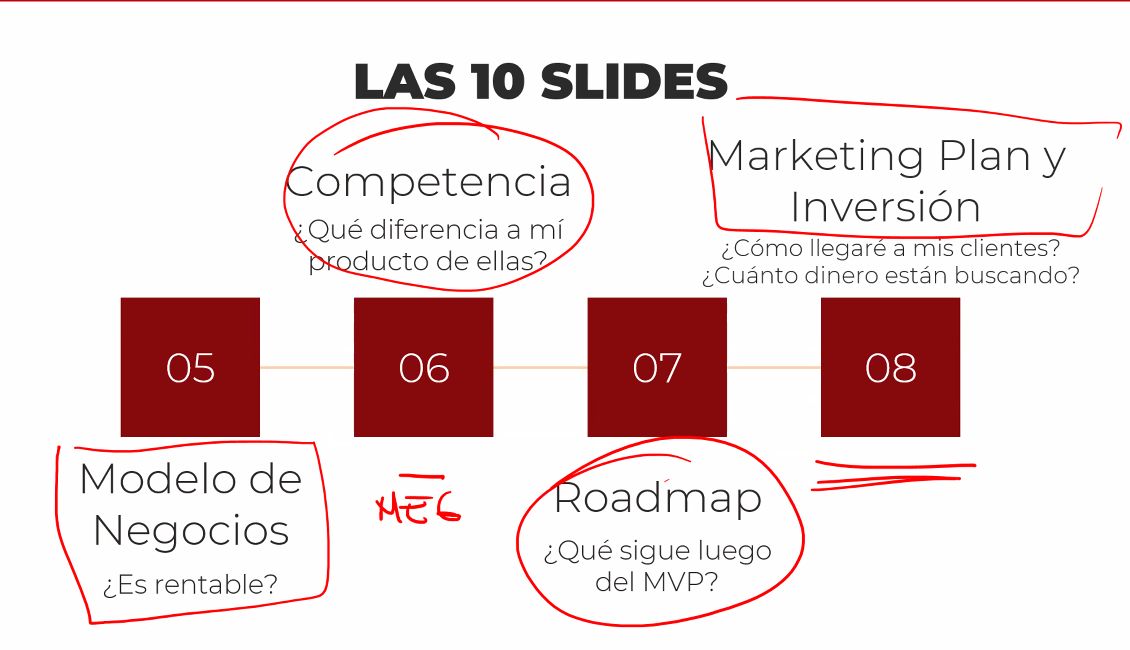 LAS 10 SLIDES
Competencia
¿Qué diferencia a mí
producto de ellas?
Marketing Plan y
Inversión
¿Cómo llegaré a mis clientes?
¿Cuánto dinero están buscando?
05
06
07
08
Modelo de
Negocios
¿Es rentable?
Roadmap
¿Qué sigue luego
del MVP?